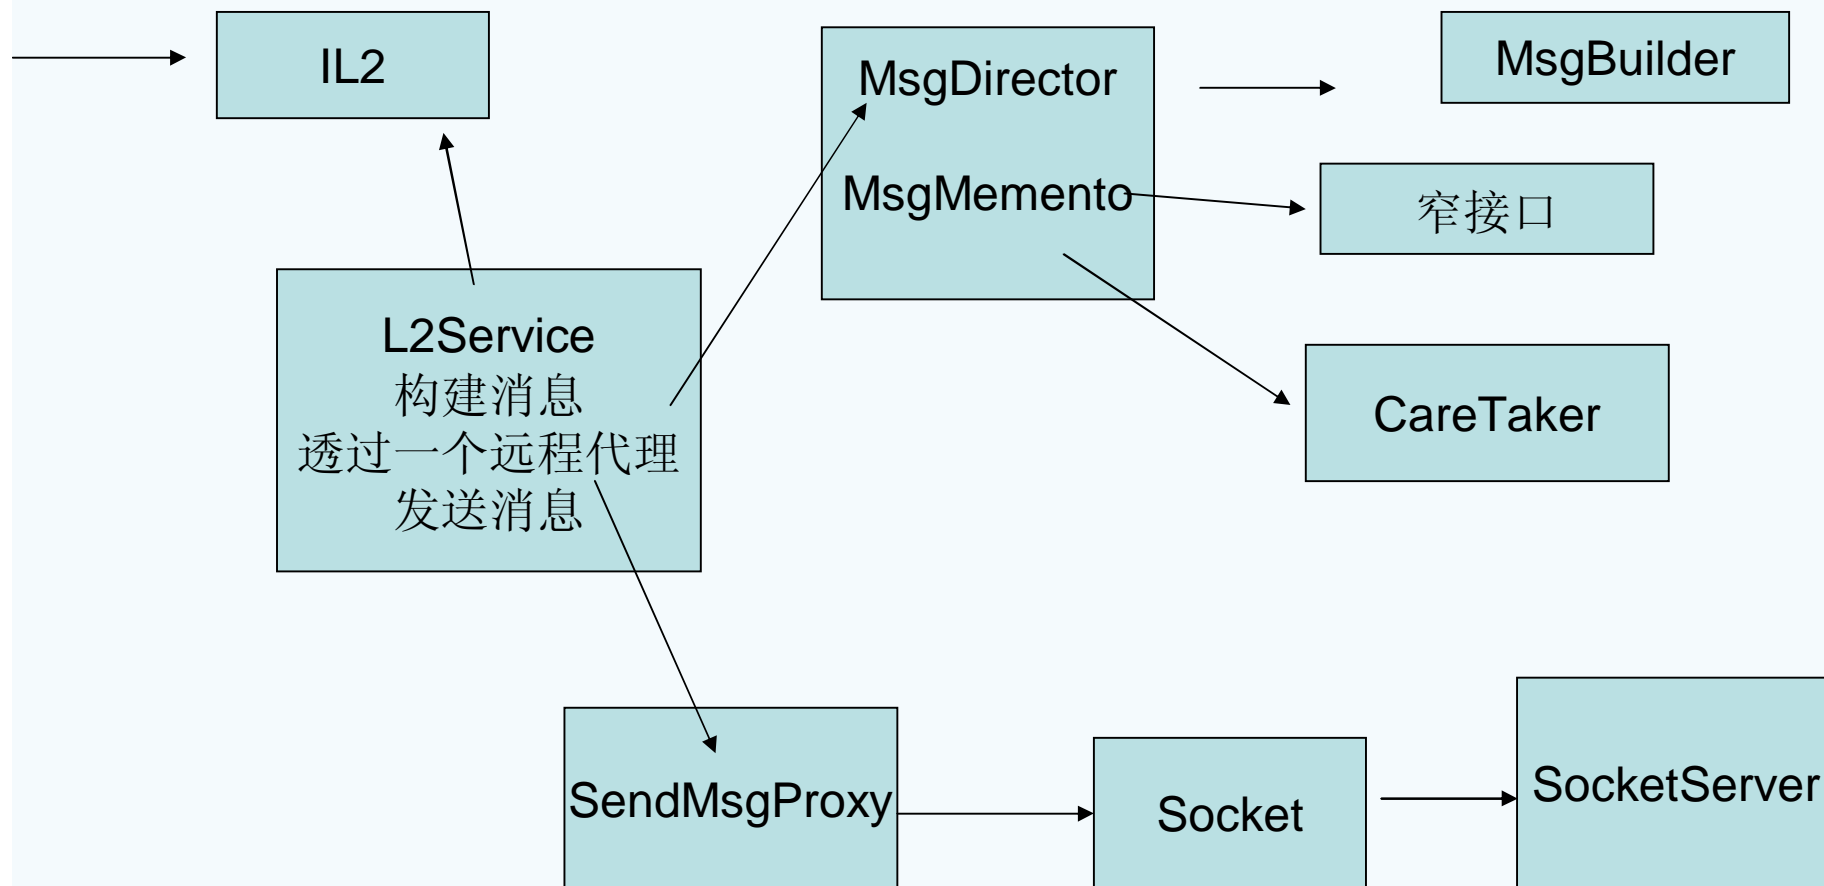 IL2
MsgDirector
MsgMemento
MsgBuilder
窄接口
L2Service
构建消息
透过一个远程代理
发送消息
CareTaker
SendMsgProxy
Socket
SocketServer